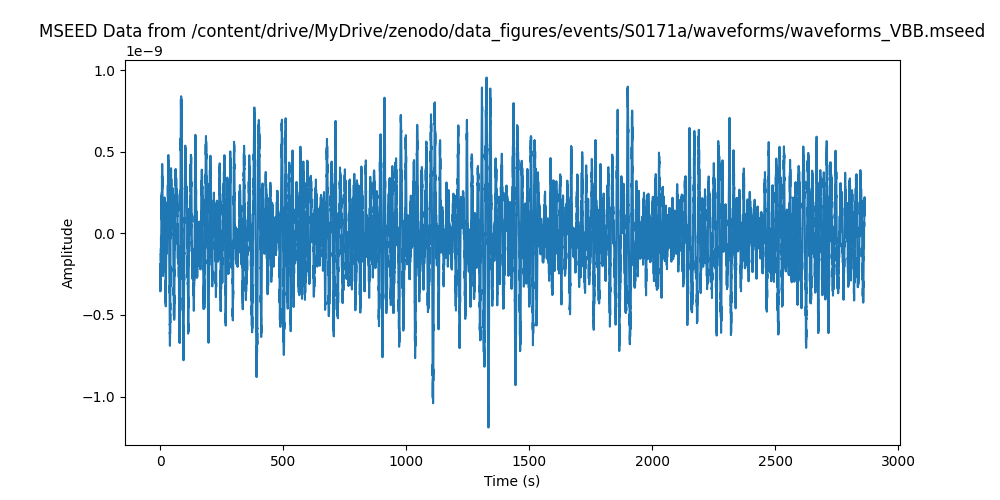 MSEED Data from /content/drive/MyDrive/zenodo/data_figures/events/S0171a/waveforms/waveforms_VBB.mseed
1e−9
1.0
0.5
0.0
−0.5
−1.0
Amplitude
0 500 1000 1500 2000 2500 3000
Time (s)